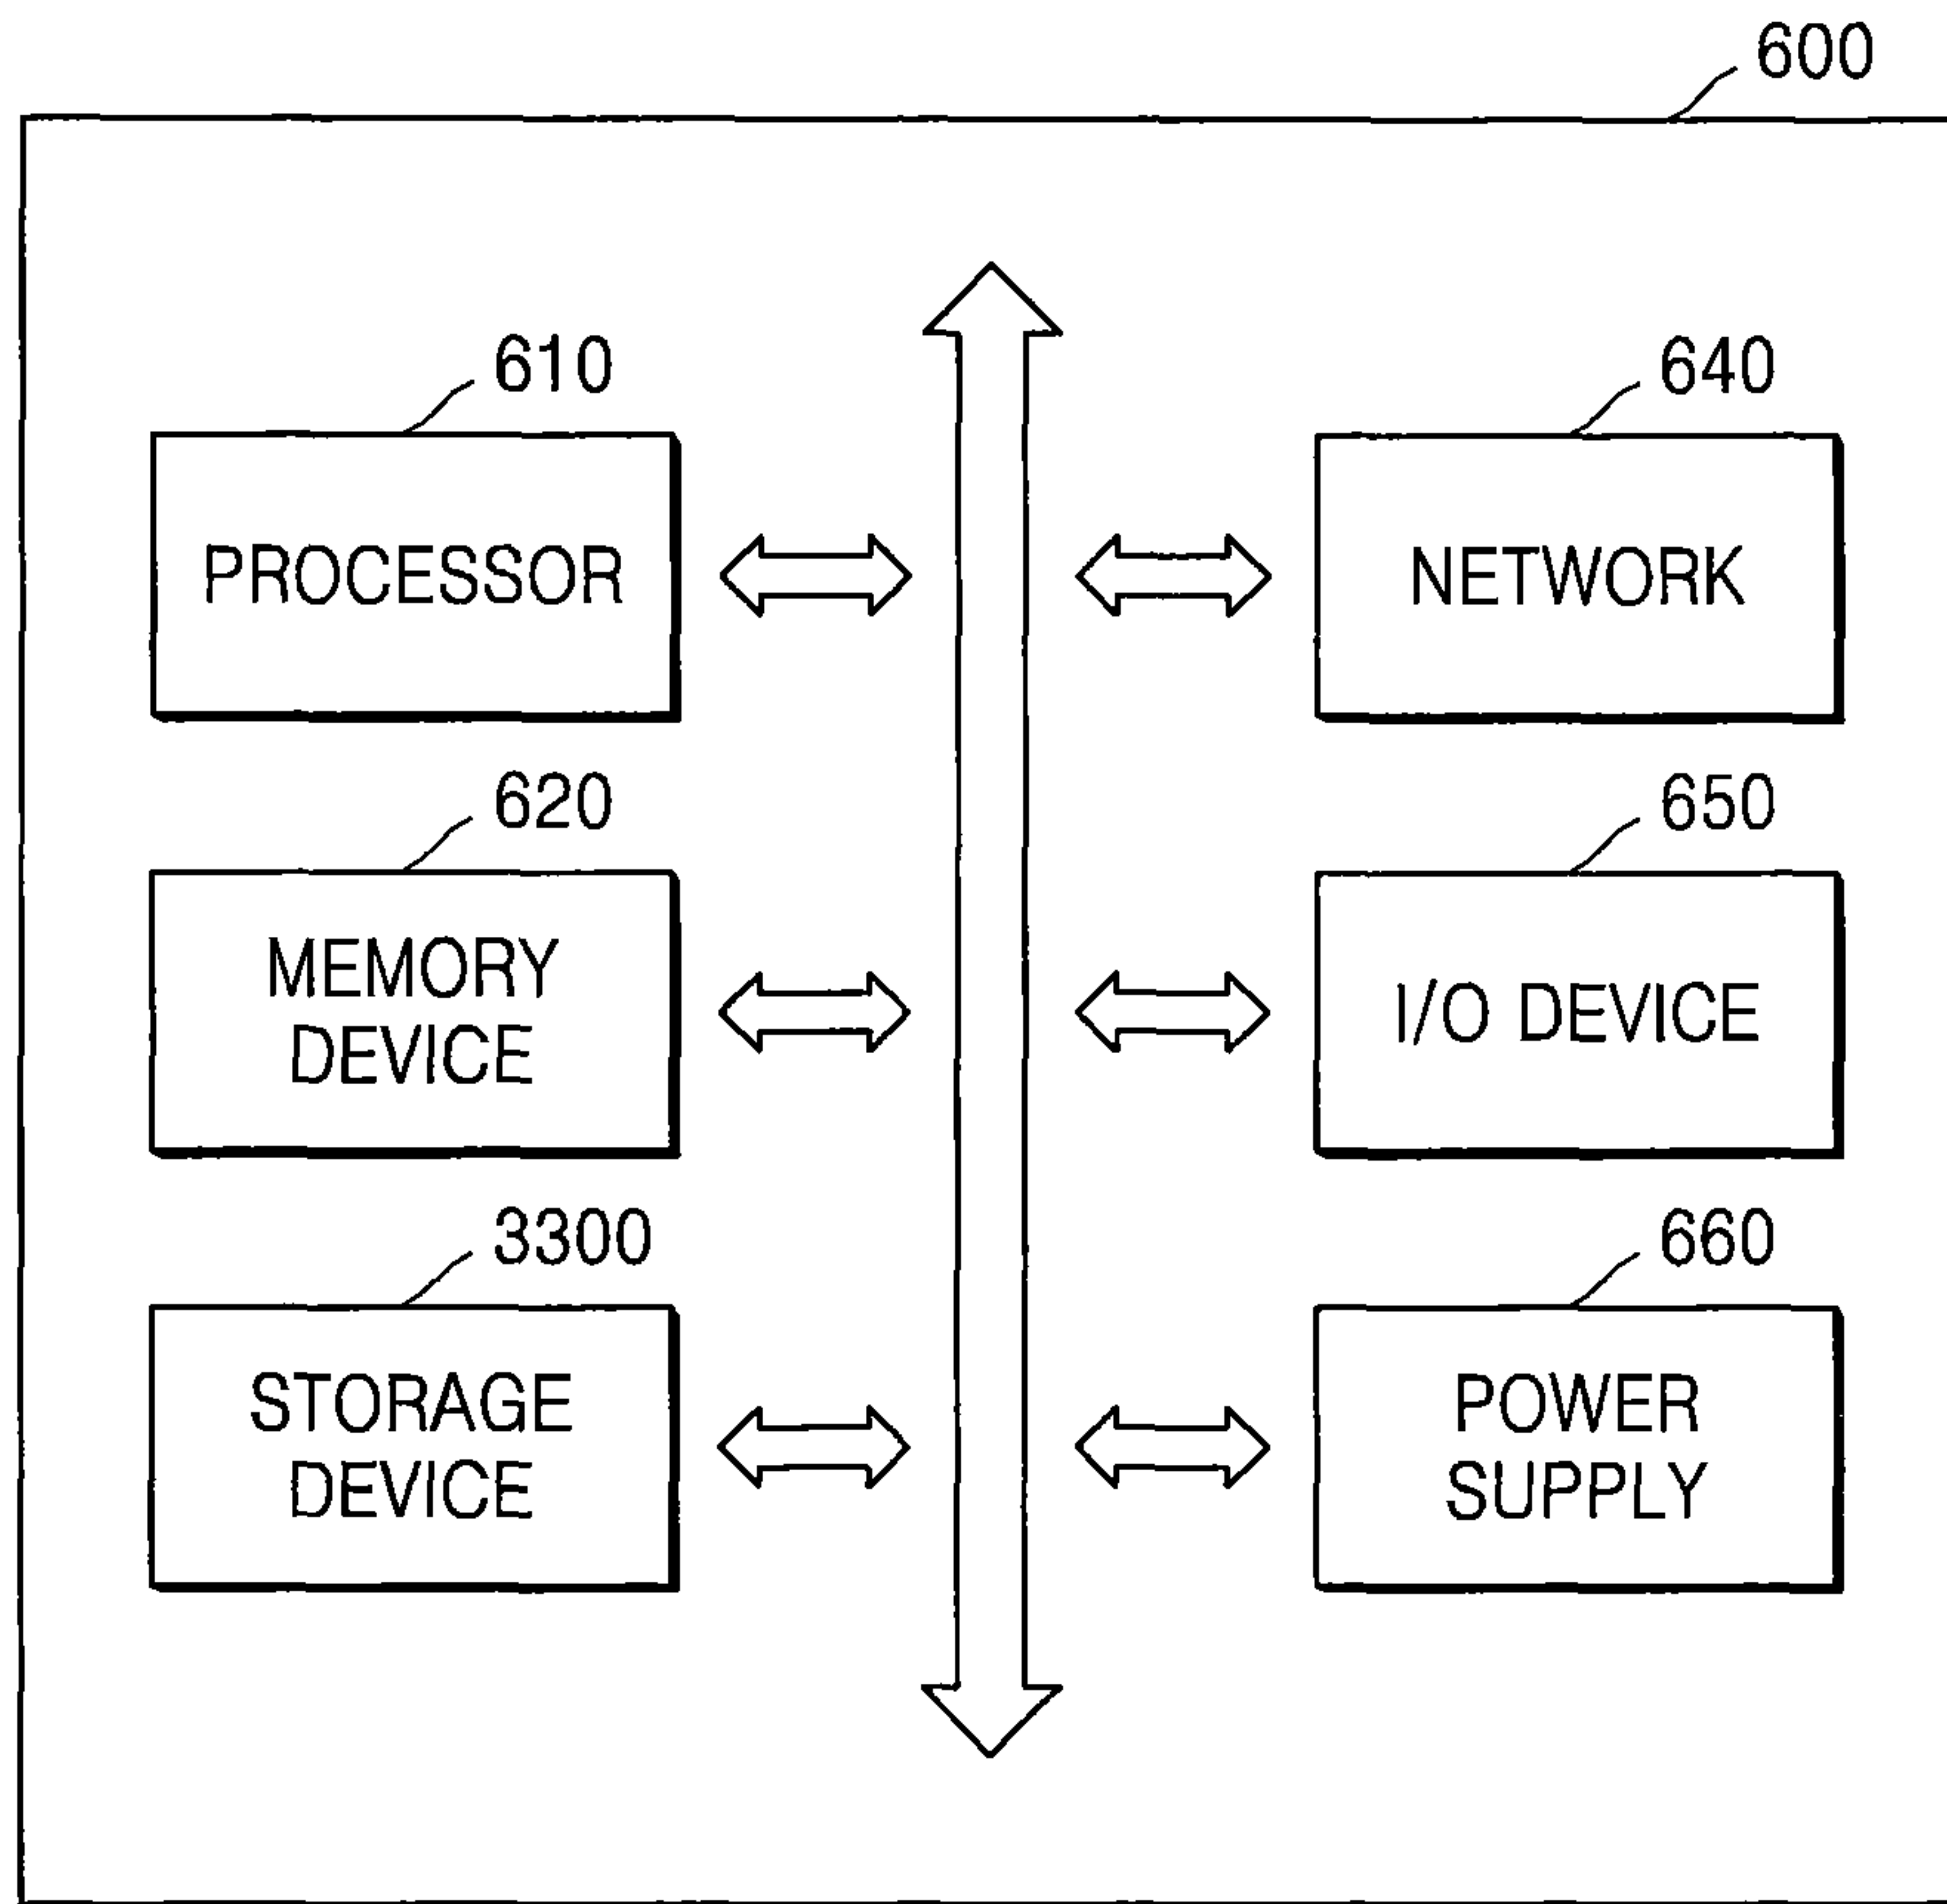 600
610
PROCESSOR
640
NETWORK
620
MEMORY
DEVICE
650
I/O DEVICE
3300
STORAGE
DEVICE
660
POWER
SUPPLY